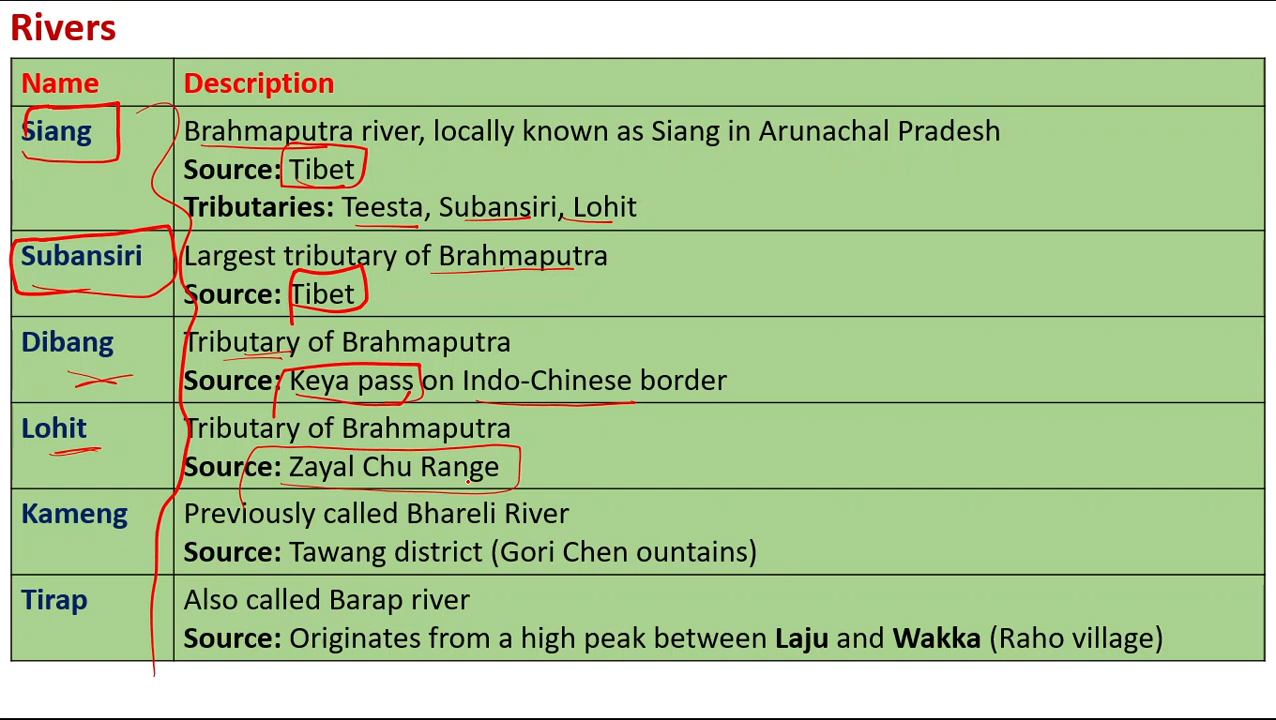 Rivers
Name Description
Siang Brahmaputra river, locally known as Siang in Arunachal Pradesh
Source: Tibet
Tributaries: Teesta, Subansiri, Lohit
Subansiri Largest tributary of Brahmaputra
Source: Tibet
Dibang Tributary of Brahmaputra
Source: Keya pass on Indo-Chinese border
Lohit Tributary of Brahmaputra
Source: Zayal Chu Range
Kameng Previously called Bhareli River
Source: Tawang district (Gori Chen ountains)
Tirap Also called Barap river
Source: Originates from a high peak between Laju and Wakka (Raho village)